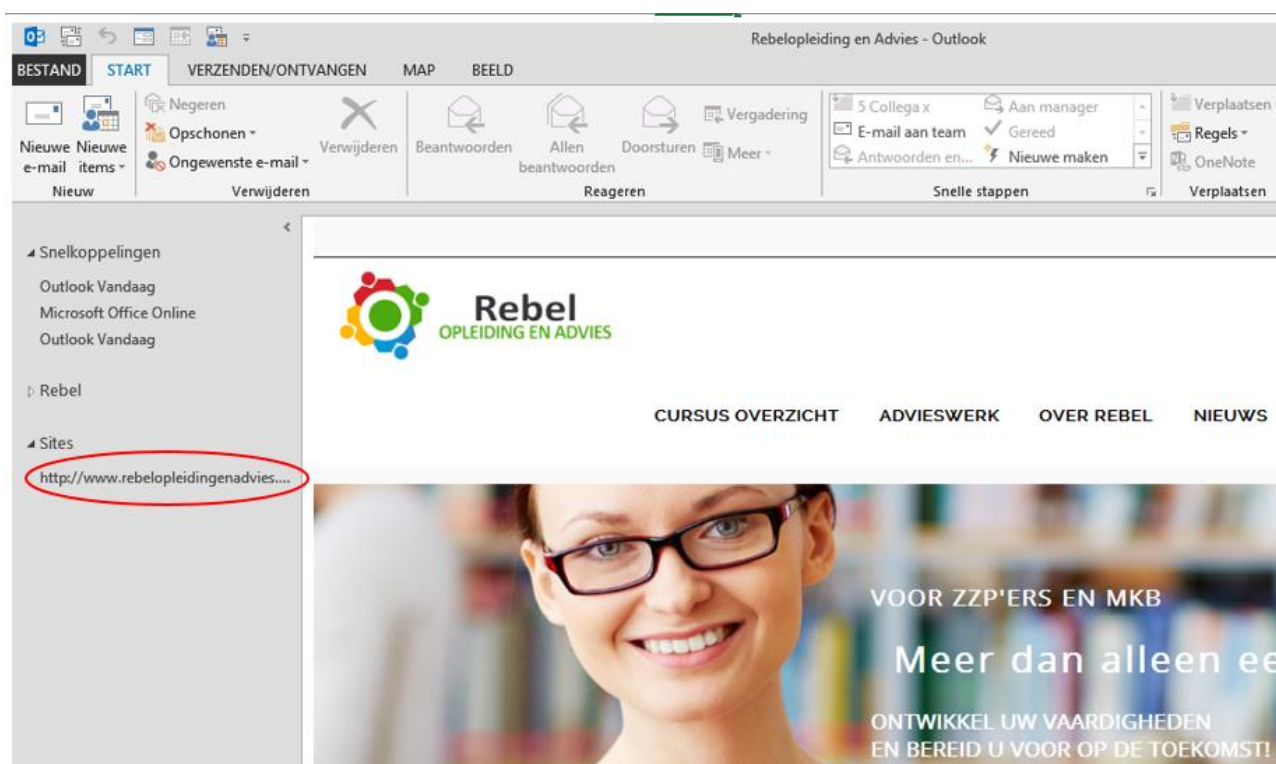 Rebelopleiding en Advies - Outlook
BESTAND START VERZENDEN/ONTVANGEN MAP BEELD
Nieuwe e-mail
Nieuwe items
Nieuw
Negeren
Opschonen
Ongewenste e-mail
Verwijderen
Verwijderen
Beantwoorden
Allen beantwoorden
Doorsturen
Vergadering
Meer
Reageren
5 Collega x
E-mail aan team
Antwoorden en...
Aan manager
Gereed
Nieuwe maken
Snelle stappen
Verplaatsen
Regels
OneNote
Verplaatsen
Snelkoppelingen
Outlook Vandaag
Microsoft Office Online
Outlook Vandaag
Rebel
Sites
http://www.rebelopleidingenadvies....
Rebel
OPLEIDING EN ADVIES
CURSUS OVERZICHT ADVIESWERK OVER REBEL NIEUWS
VOOR ZZP'ERS EN MKB
Meer dan alleen ee
ONTWIKKEL UW VAARDIGHEDEN
EN BEREID U VOOR OP DE TOEKOMST!